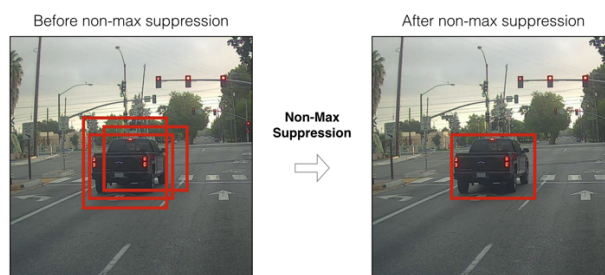 Before non-max suppression
After non-max suppression
Non-Max
Suppression